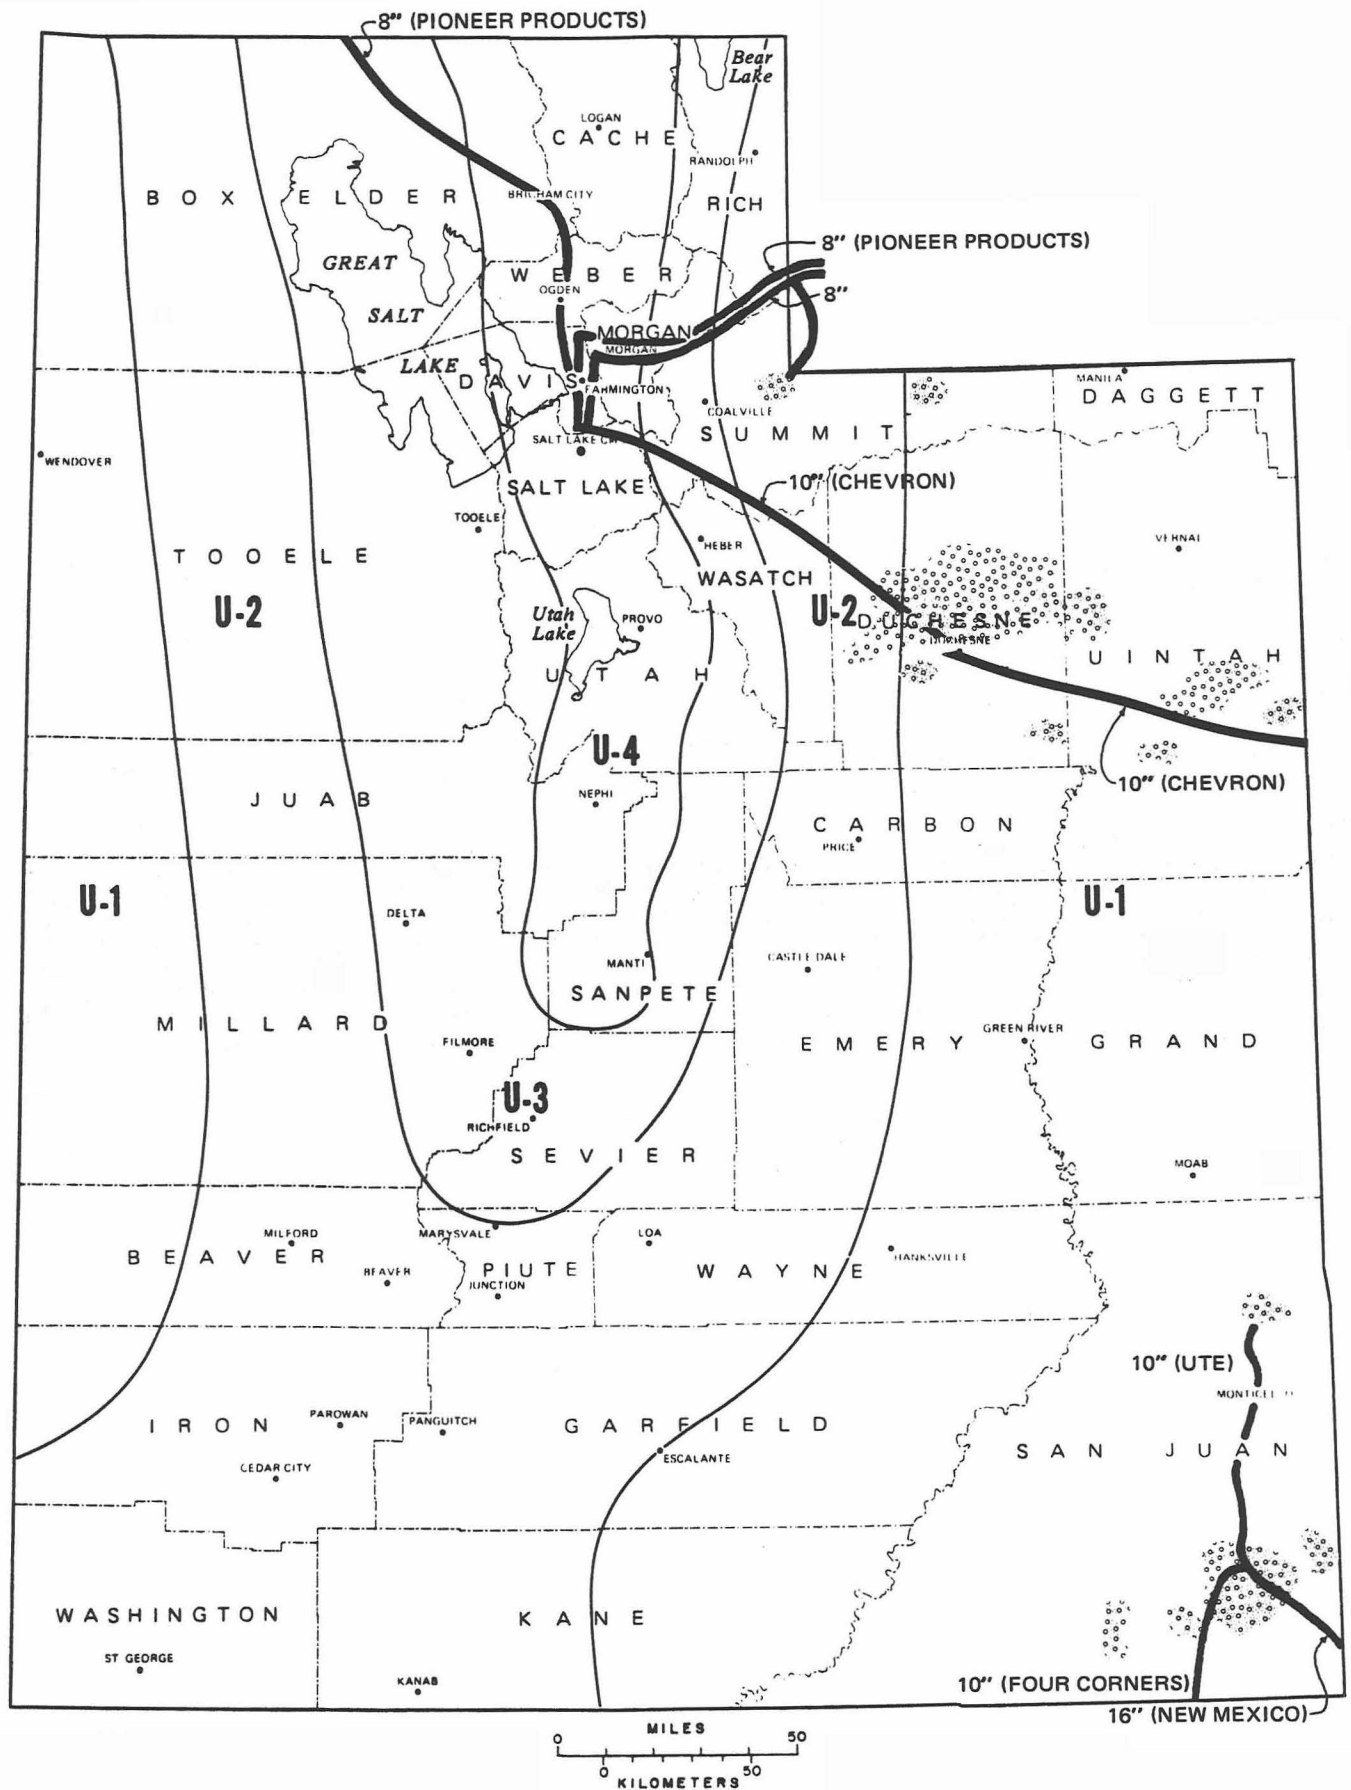 8" (PIONEER PRODUCTS)
Bear
Lake
LOGAN
CACHE
RANDOLPH
BOX ELDER
BRIGHAM CITY
RICH
8" (PIONEER PRODUCTS)
GREAT
WEBER
OGDEN
8"
SALT
MORGAN
MORGAN
LAKE
DAVIS
FARMINGTON
MANILA
DAGGETT
COALVILLE
SUMMIT
SALT LAKE
WENDOVER
10" (CHEVRON)
SALT LAKE
TOOELE
HEBER
VERNAL
TOOELE
WASATCH
U-2
U-2
Utah
Lake
PROVO
DUCHESNE
DUCHESNE
UINTAH
UTAH
U-4
10" (CHEVRON)
JUAB
NEPHI
CARBON
PRICE
U-1
U-1
DELTA
MANTI
CASTLE DALE
SANPETE
MILLARD
FILMORE
EMERY
GREEN RIVER
GRAND
U-3
RICHFIELD
SEVIER
MOAB
MILFORD
MARYSVALE
LOA
BEAVER
HANKSVILLE
BEAVER
PIUTE
WAYNE
JUNCTION
10" (UTE)
MONTICELLO
IRON
PAROWAN
PANGUITCH
GARFIELD
SAN JUAN
CEDAR CITY
ESCALANTE
WASHINGTON
KANE
ST GEORGE
KANAB
10" (FOUR CORNERS)
16" (NEW MEXICO)
MILES
0 50
0 50
KILOMETERS